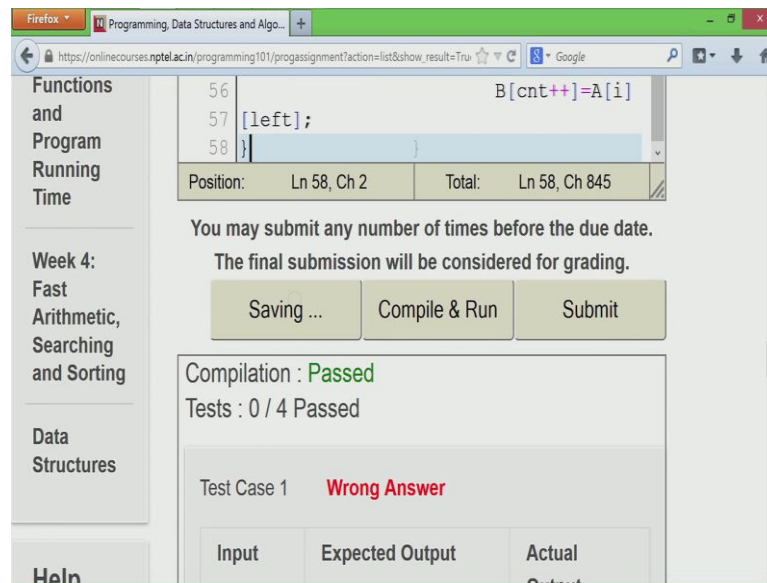 Firefox
Programming, Data Structures and Algo...
https://onlinecourses.nptel.ac.in/programming101/progassignment?action=list&show_result=Tru
Google
Functions
and
Program
Running
Time
Week 4:
Fast
Arithmetic,
Searching
and Sorting
Data
Structures
Help
56 B[cnt++]=A[i]
57 [left];
58 } }
Position: Ln 58, Ch 2 Total: Ln 58, Ch 845
You may submit any number of times before the due date.
The final submission will be considered for grading.
Saving ... Compile & Run Submit
Compilation : Passed
Tests : 0 / 4 Passed
Test Case 1 Wrong Answer
Input Expected Output Actual
Output